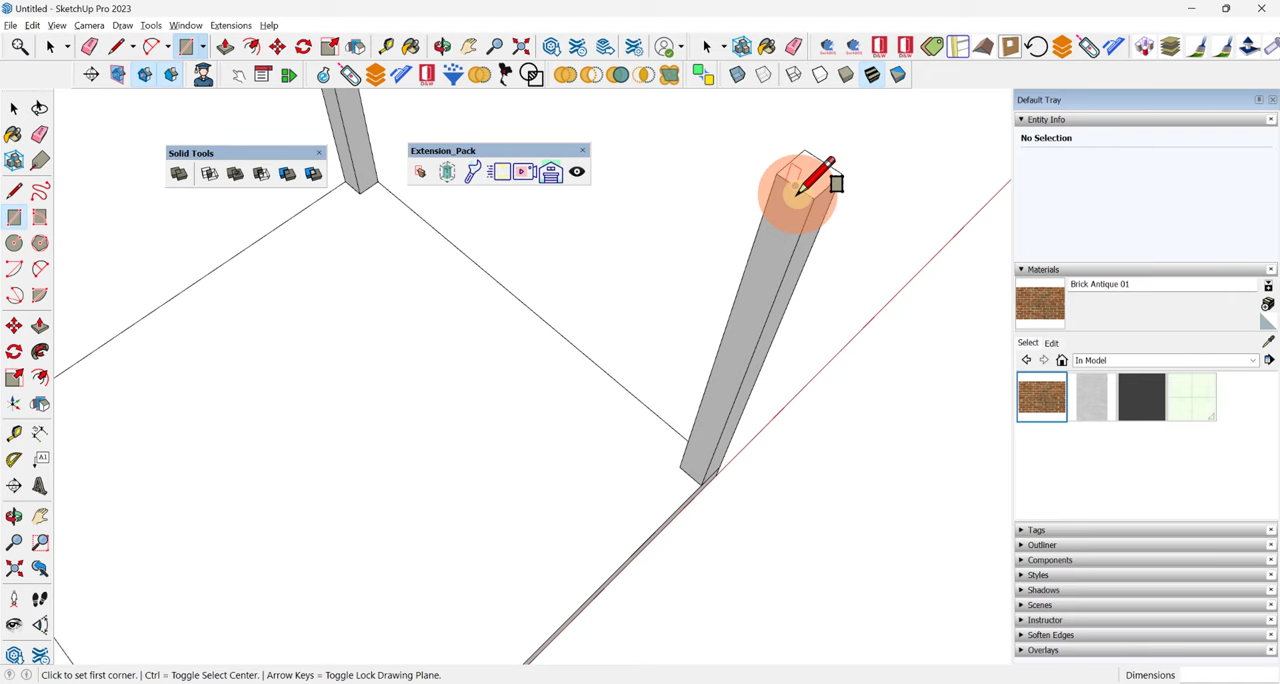 Untitled - SketchUp Pro 2023
File Edit View Camera Draw Tools Window Extensions Help
D&W D&W
D&W
Default Tray
Entity Info
No Selection
Solid Tools
Extension_Pack
Materials
Brick Antique 01
Select Edit
In Model
A1
Tags
Outliner
Components
Styles
Shadows
Scenes
Instructor
Soften Edges
Overlays
Click to set first corner. | Ctrl = Toggle Select Center. | Arrow Keys = Toggle Lock Drawing Plane.
Dimensions